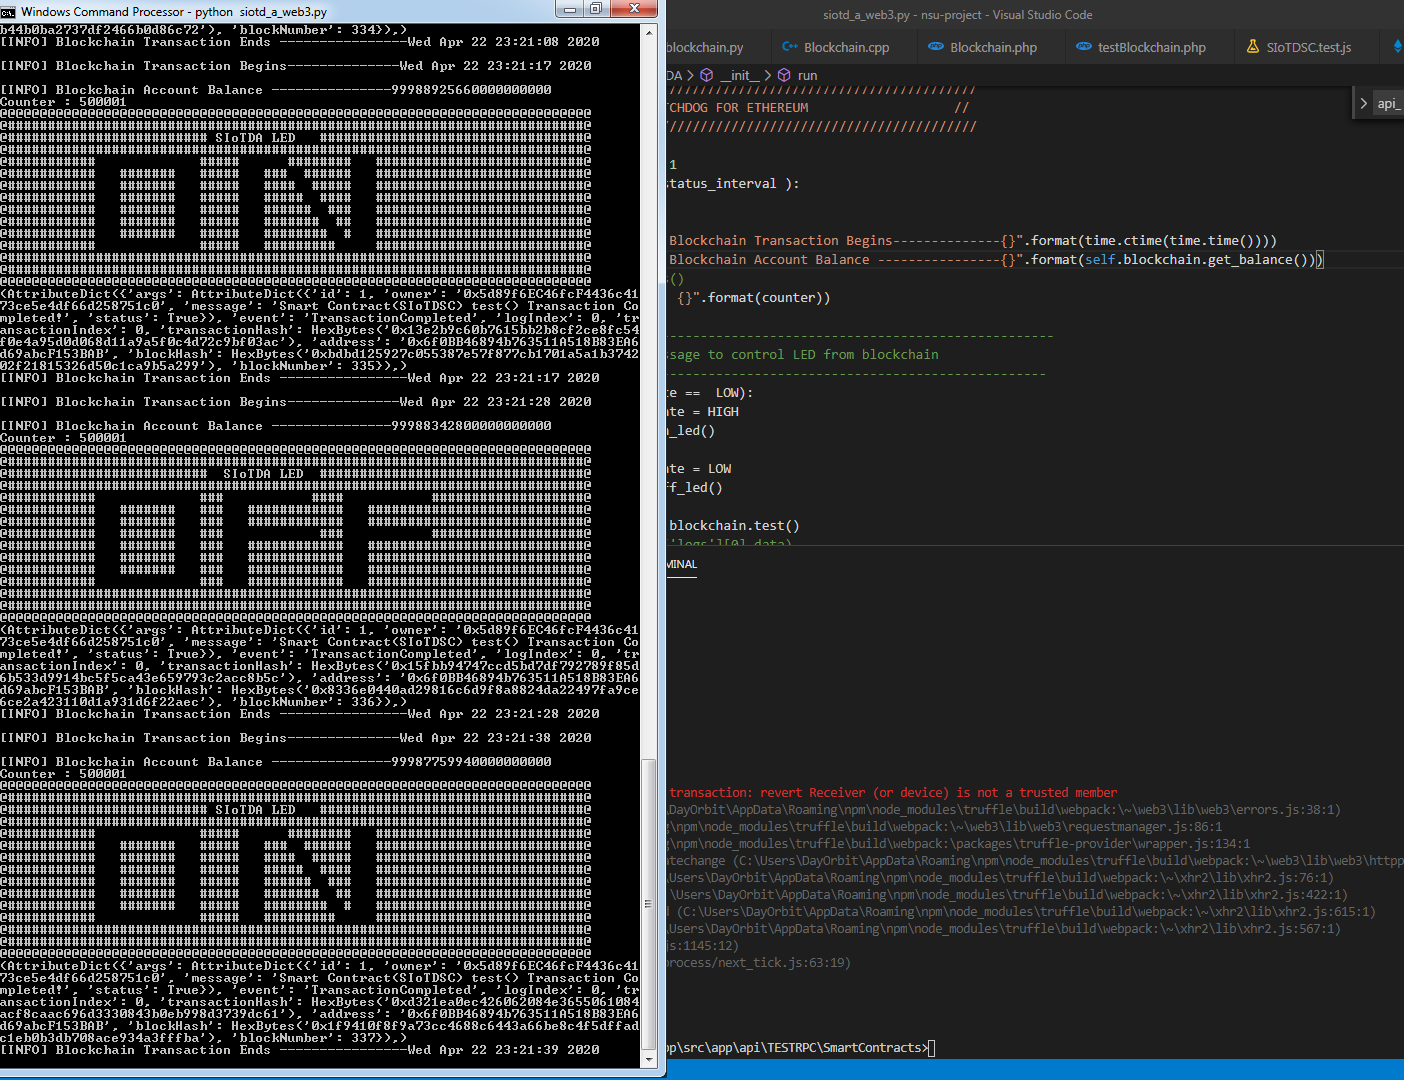 Windows Command Processor - python  siotd_a_web3.py
b44b0ba2737df2466b0d86c72'), 'blockNumber': 334}),)
[INFO] Blockchain Transaction Ends ----------------Wed Apr 22 23:21:08 2020
[INFO] Blockchain Transaction Begins--------------Wed Apr 22 23:21:17 2020
[INFO] Blockchain Account Balance ---------------99988925660000000000
Counter : 500001
SIoTDA LED
ON
(AttributeDict({'args': AttributeDict({'id': 1, 'owner': '0x5d89f6EC46fcF4436c41
73ce5e4df66d258751c0', 'message': 'Smart Contract(SIoTDSC) test() Transaction Co
mpleted!', 'status': True}), 'event': 'TransactionCompleted', 'logIndex': 0, 'tr
ansactionIndex': 0, 'transactionHash': HexBytes('0x13e2b9c60b7615bb2b8cf2ce8fc54
f0e4a95d0d068d11a9a5f0c4d72c9bf03ac'), 'address': '0x6f0BB46894b763511A518B83EA6
d69abcF153BAB', 'blockHash': HexBytes('0xbdbd125927c055387e57f877cb1701a5a1b3742
02f21815326d50c1ca9b5a299'), 'blockNumber': 335}),)
[INFO] Blockchain Transaction Ends ----------------Wed Apr 22 23:21:17 2020
[INFO] Blockchain Transaction Begins--------------Wed Apr 22 23:21:28 2020
[INFO] Blockchain Account Balance ---------------99988342800000000000
Counter : 500001
SIoTDA LED
OFF
(AttributeDict({'args': AttributeDict({'id': 1, 'owner': '0x5d89f6EC46fcF4436c41
73ce5e4df66d258751c0', 'message': 'Smart Contract(SIoTDSC) test() Transaction Co
mpleted!', 'status': True}), 'event': 'TransactionCompleted', 'logIndex': 0, 'tr
ansactionIndex': 0, 'transactionHash': HexBytes('0x15fbb94747ccd5bd7df792789f85d
6b533d9914bc5f5ca43e659793c2acc8b5c'), 'address': '0x6f0BB46894b763511A518B83EA6
d69abcF153BAB', 'blockHash': HexBytes('0x8336e0440ad29816c6d9f8a8824da22497fa9ce
6ce2a423110d1a931d6f22aec'), 'blockNumber': 336}),)
[INFO] Blockchain Transaction Ends ----------------Wed Apr 22 23:21:28 2020
[INFO] Blockchain Transaction Begins--------------Wed Apr 22 23:21:38 2020
[INFO] Blockchain Account Balance ---------------99987759940000000000
Counter : 500001
SIoTDA LED
ON
(AttributeDict({'args': AttributeDict({'id': 1, 'owner': '0x5d89f6EC46fcF4436c41
73ce5e4df66d258751c0', 'message': 'Smart Contract(SIoTDSC) test() Transaction Co
mpleted!', 'status': True}), 'event': 'TransactionCompleted', 'logIndex': 0, 'tr
ansactionIndex': 0, 'transactionHash': HexBytes('0xd321ea0ec426062084e3655061084
acf8caac696d3330843b0eb998d3739dc61'), 'address': '0x6f0BB46894b763511A518B83EA6
d69abcF153BAB', 'blockHash': HexBytes('0x1f9410f8f9a73cc4688c6443a66be8c4f5dffad
c1eb0b3db708ace934a3fffba'), 'blockNumber': 337}),)
[INFO] Blockchain Transaction Ends ----------------Wed Apr 22 23:21:39 2020
siotd_a_web3.py - nsu-project - Visual Studio Code
blockchain.py Blockchain.cpp Blockchain.php testBlockchain.php SIoTDSC.test.js
DA > __init__ > run
api_
TCHDOG FOR ETHEREUM //
1
status_interval ):
Blockchain Transaction Begins--------------{}".format(time.ctime(time.time())))
Blockchain Account Balance ----------------{}".format(self.blockchain.get_balance()))
()
{}".format(counter))
ssage to control LED from blockchain
te ==  LOW):
ate = HIGH
_led()
ate = LOW
ff_led()
blockchain.test()
'logs'][0].data)
MINAL
transaction: revert Receiver (or device) is not a trusted member
DayOrbit\AppData\Roaming\npm\node_modules\truffle\build\webpack:\~\web3\lib\web3\errors.js:38:1)
\npm\node_modules\truffle\build\webpack:\~\web3\lib\web3\requestmanager.js:86:1
\npm\node_modules\truffle\build\webpack:\packages\truffle-provider\wrapper.js:134:1
atechange (C:\Users\DayOrbit\AppData\Roaming\npm\node_modules\truffle\build\webpack:\~\web3\lib\web3\httpp
Users\DayOrbit\AppData\Roaming\npm\node_modules\truffle\build\webpack:\~\xhr2\lib\xhr2.js:76:1)
\Users\DayOrbit\AppData\Roaming\npm\node_modules\truffle\build\webpack:\~\xhr2\lib\xhr2.js:422:1)
d (C:\Users\DayOrbit\AppData\Roaming\npm\node_modules\truffle\build\webpack:\~\xhr2\lib\xhr2.js:615:1)
\Users\DayOrbit\AppData\Roaming\npm\node_modules\truffle\build\webpack:\~\xhr2\lib\xhr2.js:567:1)
js:1145:12)
process/next_tick.js:63:19)
pp\src\app\api\TESTRPC\SmartContracts>